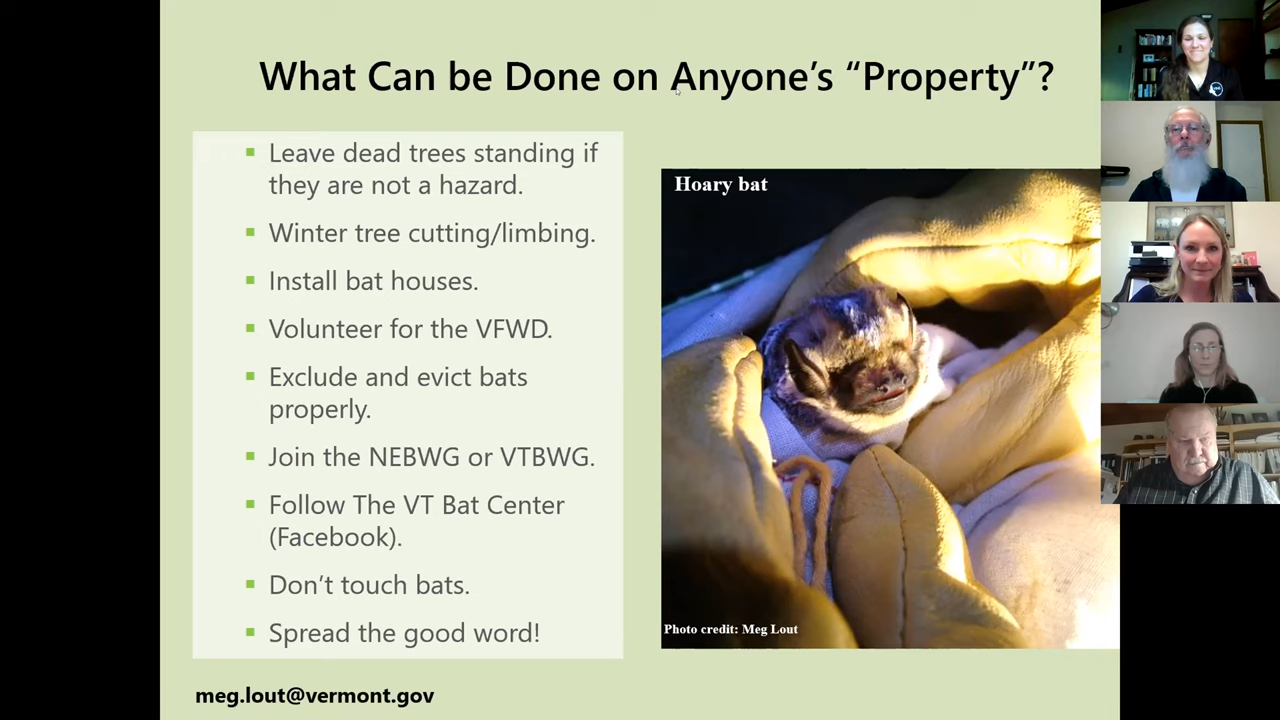 What Can be Done on Anyone’s “Property”?
Leave dead trees standing if
they are not a hazard.
Winter tree cutting/limbing.
Install bat houses.
Volunteer for the VFWD.
Exclude and evict bats
properly.
Join the NEBWG or VTBWG.
Follow The VT Bat Center
(Facebook).
Don’t touch bats.
Spread the good word!
meg.lout@vermont.gov
Hoary bat
Photo credit: Meg Lout